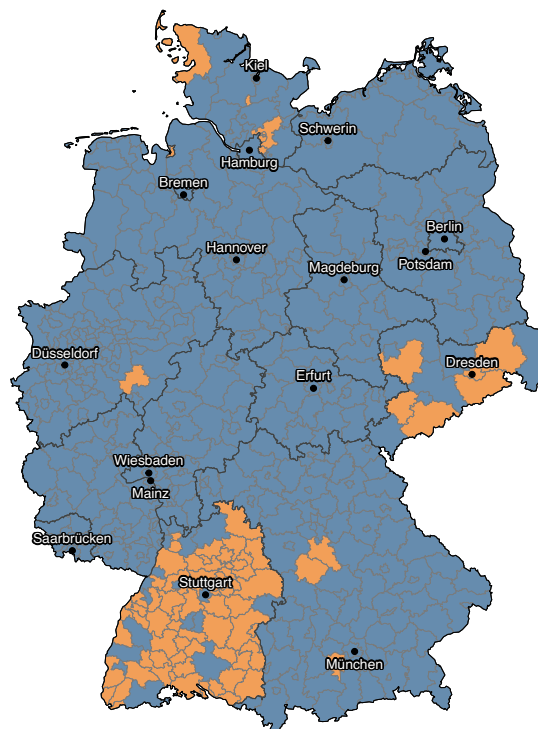 Kiel
Schwerin
Hamburg
Bremen
Berlin
Hannover
Potsdam
Magdeburg
Düsseldorf
Dresden
Erfurt
Wiesbaden
Mainz
Saarbrücken
Stuttgart
München